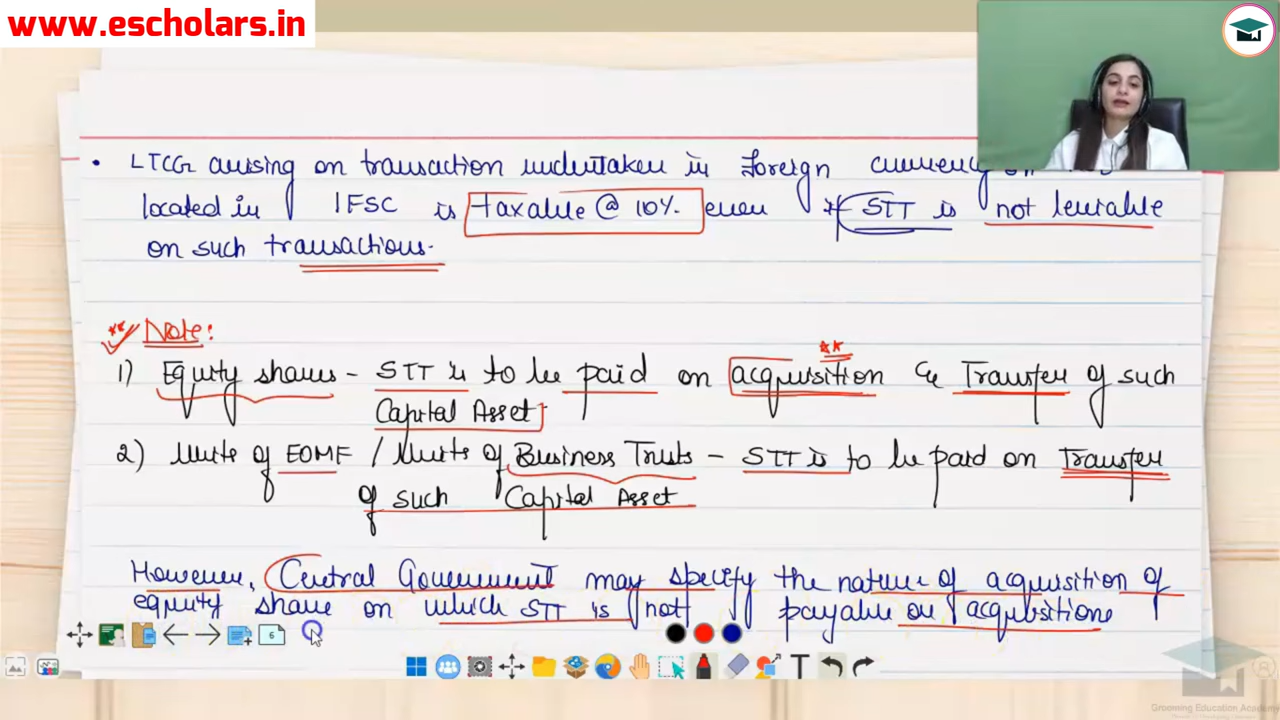 www.escholars.in
• LTCG arising on transaction undertaken in foreign currency on
located in IFSC is taxable @ 10% even if STT is not leviable
on such transactions.
** Note:
**
1) Equity shares - STT is to be paid on acquisition & Transfer of such
Capital Asset
2) Units of EOMF / Units of Business Trusts - STT is to be paid on Transfer
of such Capital Asset
However, Central Government may specify the nature of acquisition of
equity share on which STT is not payable on acquisitions
6
T
Grooming Education Academy